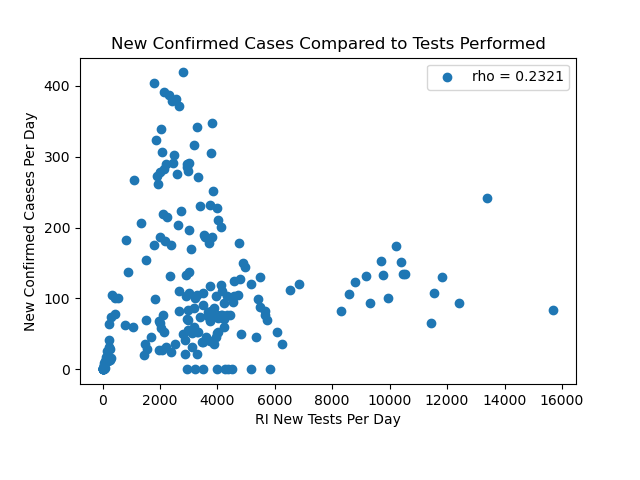 New Confirmed Cases Compared to Tests Performed
rho = 0.2321
New Confirmed Caeses Per Day
400
300
200
100
0
0 2000 4000 6000 8000 10000 12000 14000 16000
RI New Tests Per Day